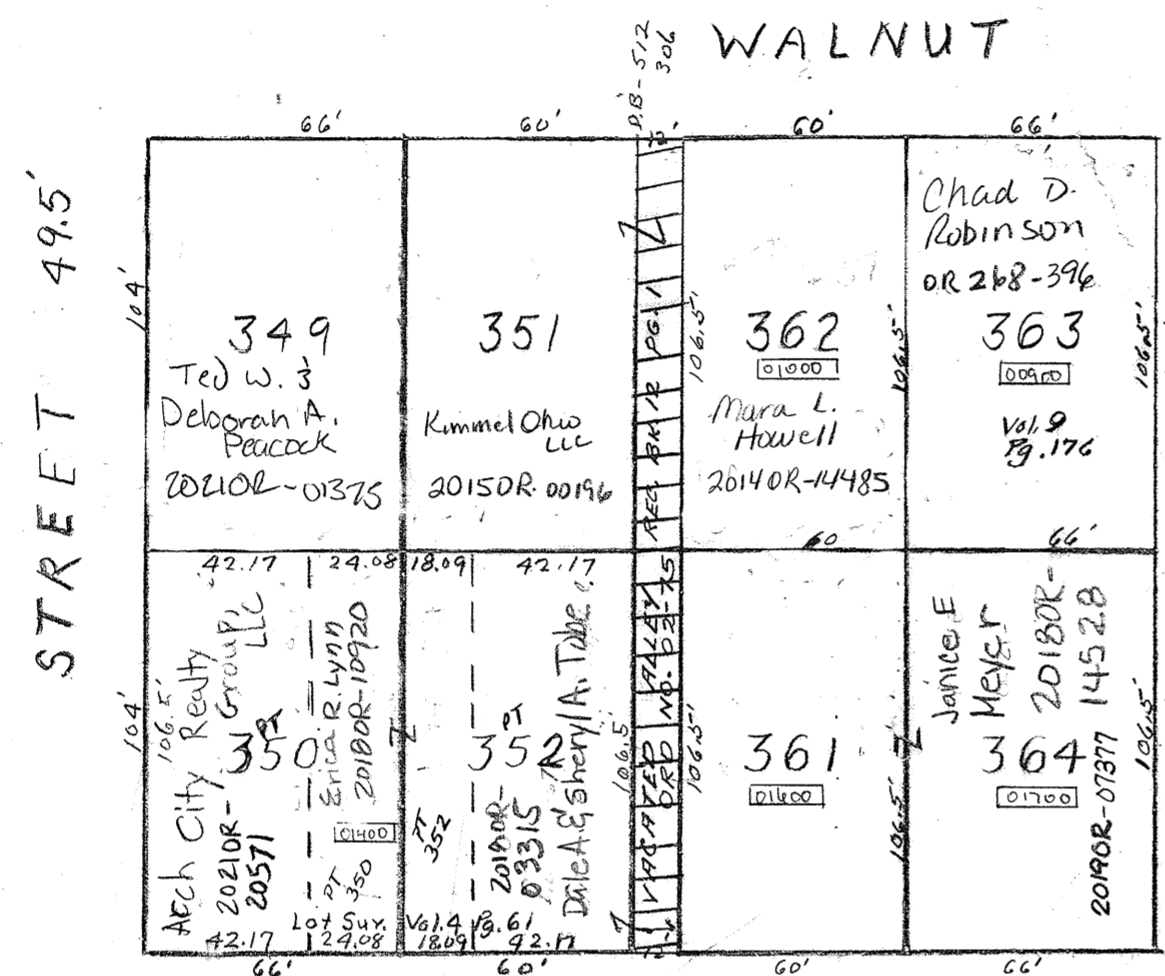 WALNUT
D.B-512
306
STREET 49.5'
66'
60'
60'
66'
104'
349
Ted W. &
Deborah A.
Peacock
2021OR-01375
351
Kimmel Ohio
LLC
2015OR-00196
REC. BK 12 PG. 1
106.5'
362
01000
Mara L.
Howell
2014OR-14485
60
106.5'
Chad D.
Robinson
OR 268-396
363
00900
Vol. 9
Pg. 176
106.5'
66'
42.17
24.08
18.09
42.17
104'
106.5'
Arch City Realty
Group,
LLC
PT
350
2021OR-
20571
Erica R. Lynn
2018OR-10920
01400
PT
350
PT
352
PT
352
2018OR-
03315
Dale A. & Sheryl A. Tabe
106.5'
VACATED ALLEY
ORD NO. 02-75
106.5'
361
01600
106.5'
Janice E
Meyer
2018OR-
14528
364
01700
2019OR-07377
106.5'
Lot Sur. Vol.4 Pg.61
42.17
24.08
18.09
42.17
66'
60'
60'
66'